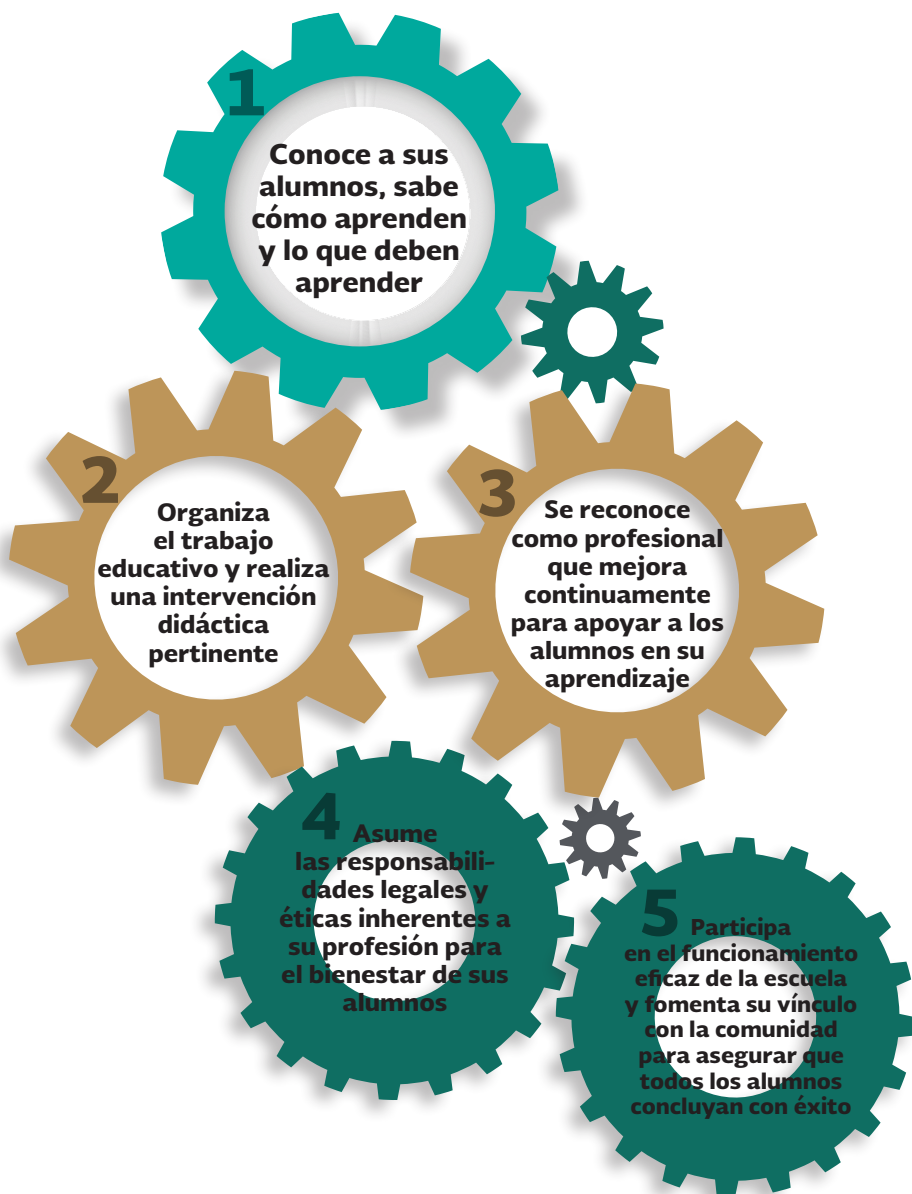 1
Conoce a sus
alumnos, sabe
cómo aprenden
y lo que deben
aprender
2
Organiza
el trabajo
educativo y realiza
una intervención
didáctica
pertinente
3
Se reconoce
como profesional
que mejora
continuamente
para apoyar a los
alumnos en su
aprendizaje
4 Asume
las responsabili-
dades legales y
éticas inherentes a
su profesión para
el bienestar de sus
alumnos
5 Participa
en el funcionamiento
eficaz de la escuela
y fomenta su vínculo
con la comunidad
para asegurar que
todos los alumnos
concluyan con éxito